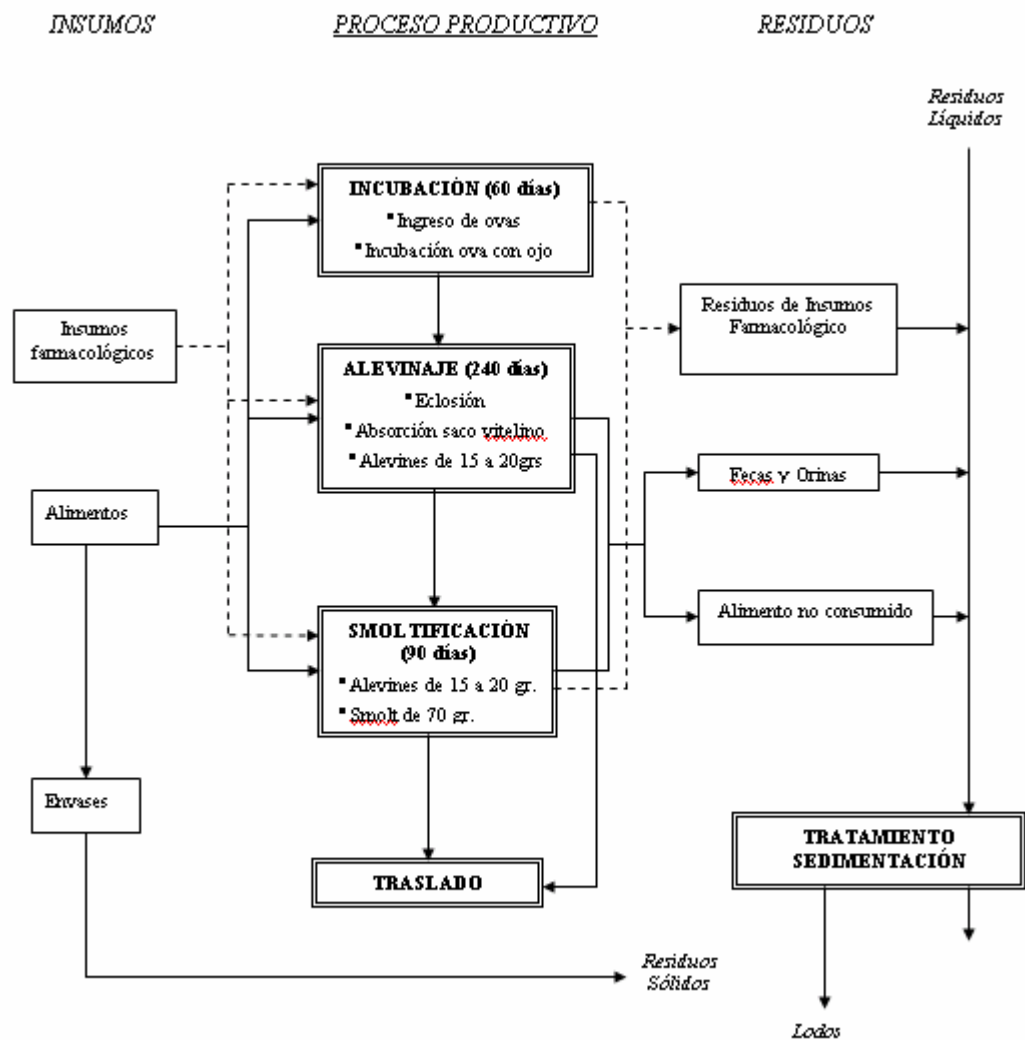 INSUMOS
PROCESO PRODUCTIVO
RESIDUOS
Residuos
Líquidos
INCUBACIÓN (60 días)
▪ Ingreso de ovas
▪ Incubación ova con ojo
Insumos
farmacológicos
Residuos de Insumos
Farmacológico
ALEVINAJE (240 días)
▪ Eclosión
▪ Absorción saco vitelino
▪ Alevines de 15 a 20grs
Fecas y Orinas
Alimentos
Alimento no consumido
SMOLTIFICACIÓN
(90 días)
▪ Alevines de 15 a 20 gr.
▪ Smolt de 70 gr.
Envases
TRATAMIENTO
SEDIMENTACIÓN
TRASLADO
Residuos
Sólidos
Lodos